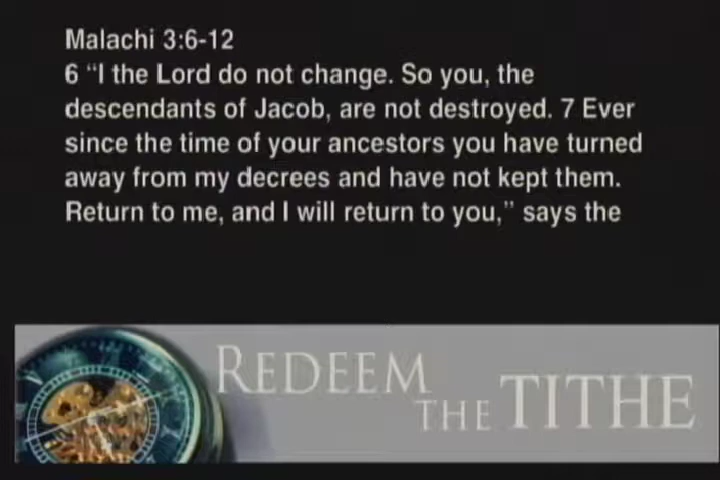 Malachi 3:6-12
6 “I the Lord do not change. So you, the
descendants of Jacob, are not destroyed. 7 Ever
since the time of your ancestors you have turned
away from my decrees and have not kept them.
Return to me, and I will return to you,” says the
REDEEM
THE TITHE